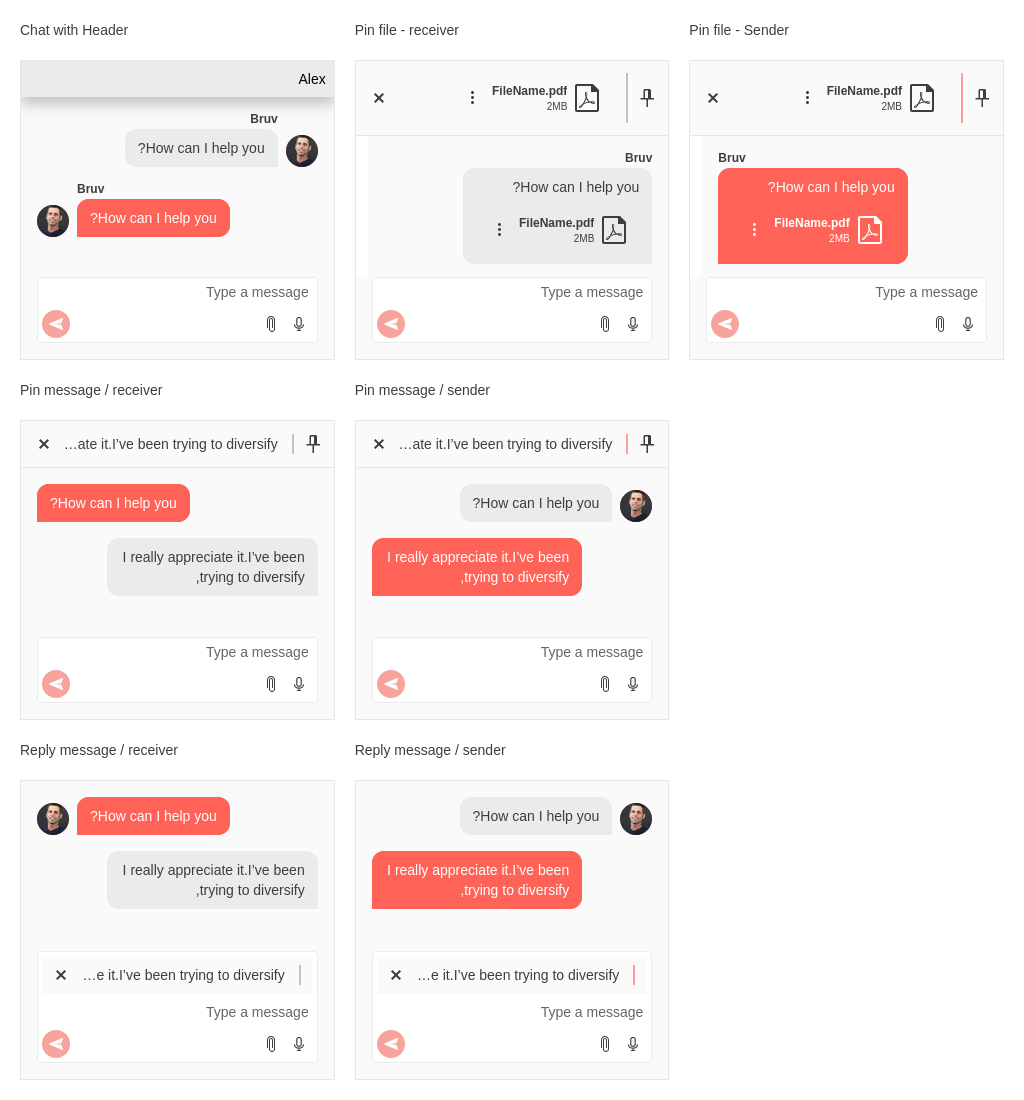 Chat with Header
Pin file - receiver
Pin file - Sender
Alex
Bruv
?How can I help you
Bruv
?How can I help you
Type a message
FileName.pdf
2MB
Bruv
?How can I help you
FileName.pdf
2MB
Type a message
FileName.pdf
2MB
Bruv
?How can I help you
FileName.pdf
2MB
Type a message
Pin message / receiver
Pin message / sender
…ate it.I’ve been trying to diversify
?How can I help you
I really appreciate it.I’ve been
,trying to diversify
Type a message
…ate it.I’ve been trying to diversify
?How can I help you
I really appreciate it.I’ve been
,trying to diversify
Type a message
Reply message / receiver
Reply message / sender
?How can I help you
I really appreciate it.I’ve been
,trying to diversify
…e it.I’ve been trying to diversify
Type a message
?How can I help you
I really appreciate it.I’ve been
,trying to diversify
…e it.I’ve been trying to diversify
Type a message